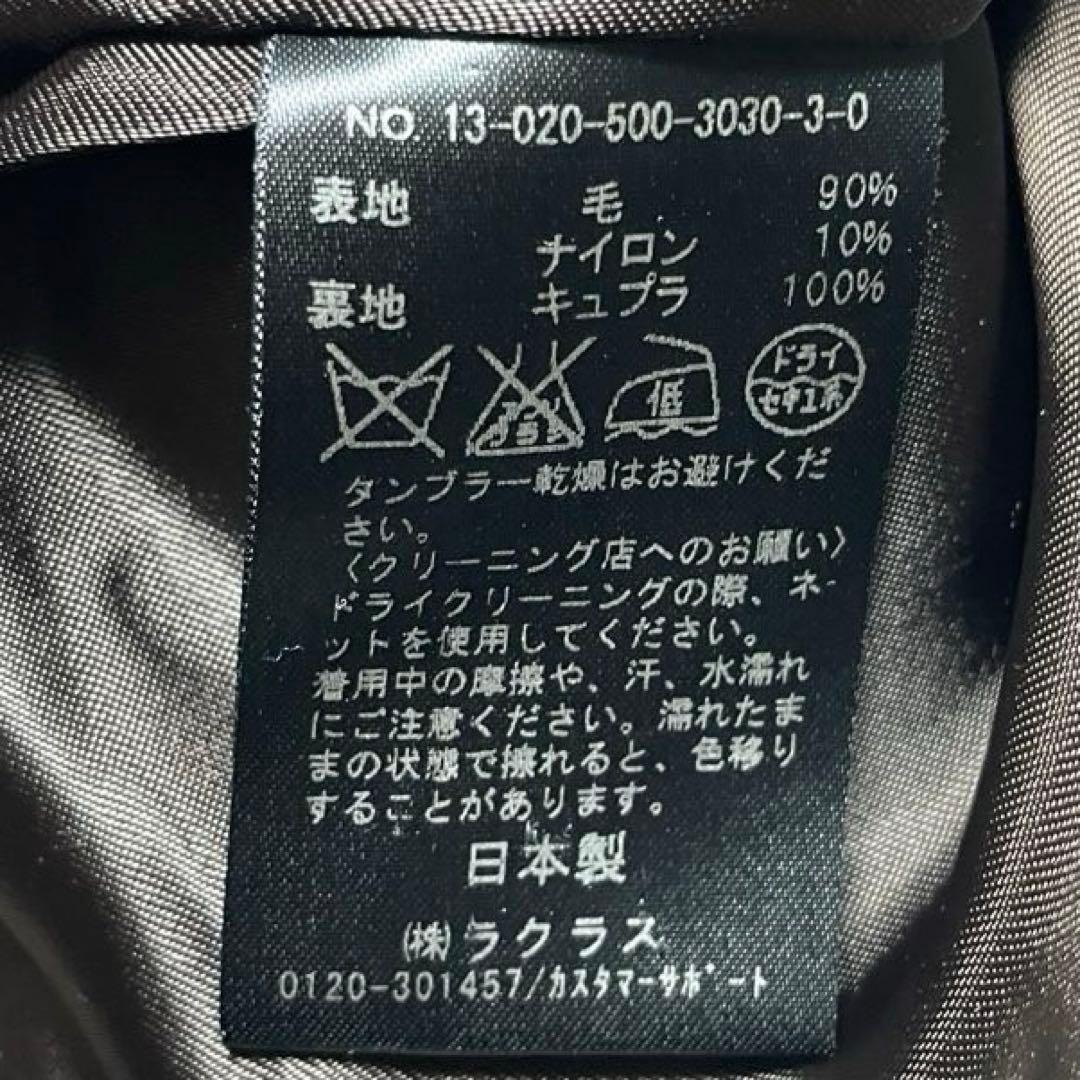 NO 13-020-500-3030-3-0
表地 毛 90%
ナイロン 10%
裏地 キュプラ 100%
エンソ サラシ 低 ドライ セキユ系
タンブラー乾燥はお避けくだ
さい。
〈クリーニング店へのお願い〉
ドライクリーニングの際、ネ
ットを使用してください。
着用中の摩擦や、汗、水濡れ
にご注意ください。濡れたま
まの状態で擦れると、色移り
することがあります。
日本製
㈱ラクラス
0120-301457/カスタマーサポート